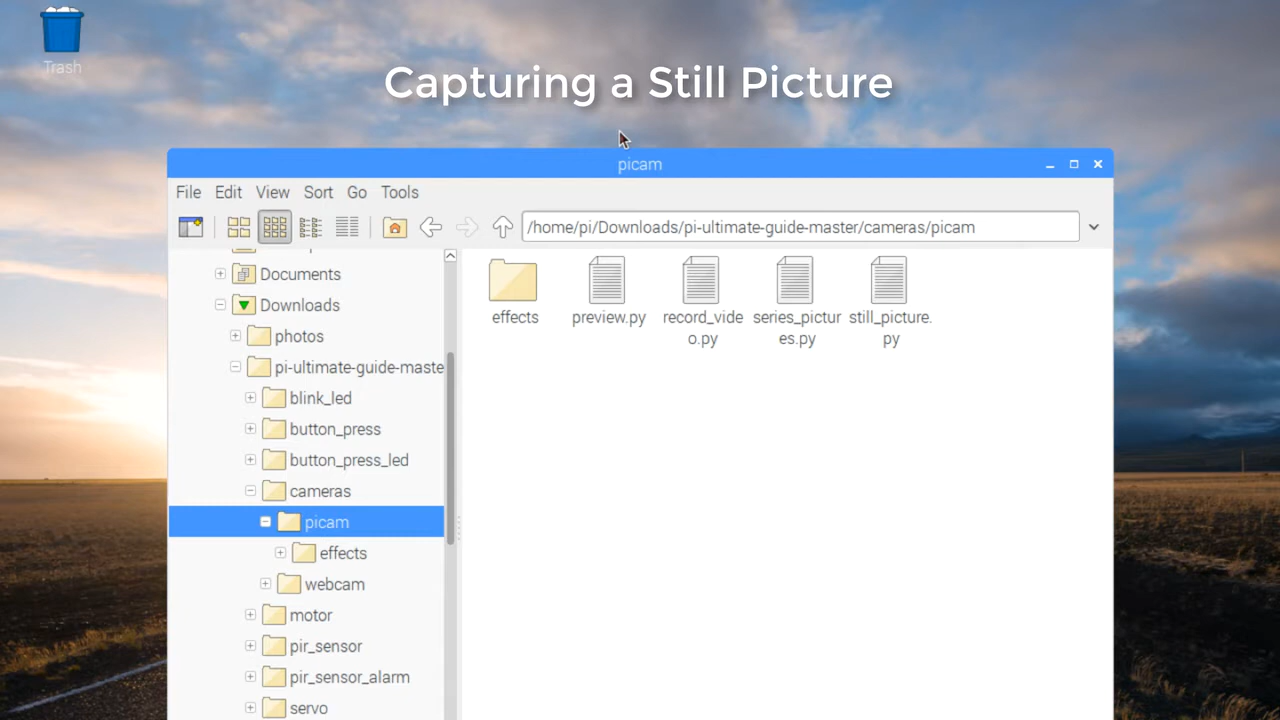 Trash
Capturing a Still Picture
picam
File Edit View Sort Go Tools
/home/pi/Downloads/pi-ultimate-guide-master/cameras/picam
Documents
Downloads
photos
pi-ultimate-guide-maste
blink_led
button_press
button_press_led
cameras
picam
effects
webcam
motor
pir_sensor
pir_sensor_alarm
servo
effects
preview.py
record_vide
o.py
series_pictur
es.py
still_picture.
py